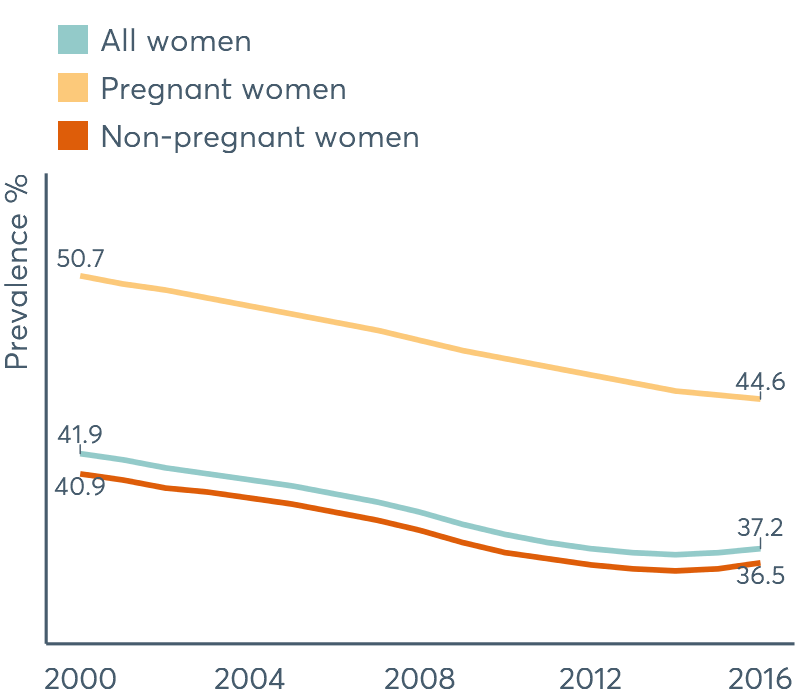 All women
Pregnant women
Non-pregnant women
Prevalence %
50.7
44.6
41.9
40.9
37.2
36.5
2000 2004 2008 2012 2016